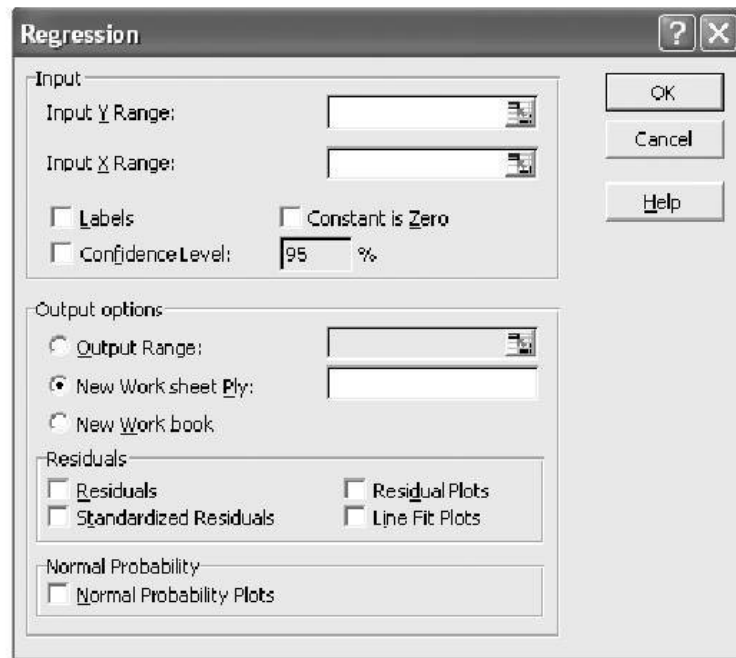 Regression
Input
Input Y Range:
Input X Range:
Labels
Constant is Zero
Confidence Level:
95 %
OK
Cancel
Help
Output options
Output Range:
New Work sheet Ply:
New Work book
Residuals
Residuals
Residual Plots
Standardized Residuals
Line Fit Plots
Normal Probability
Normal Probability Plots